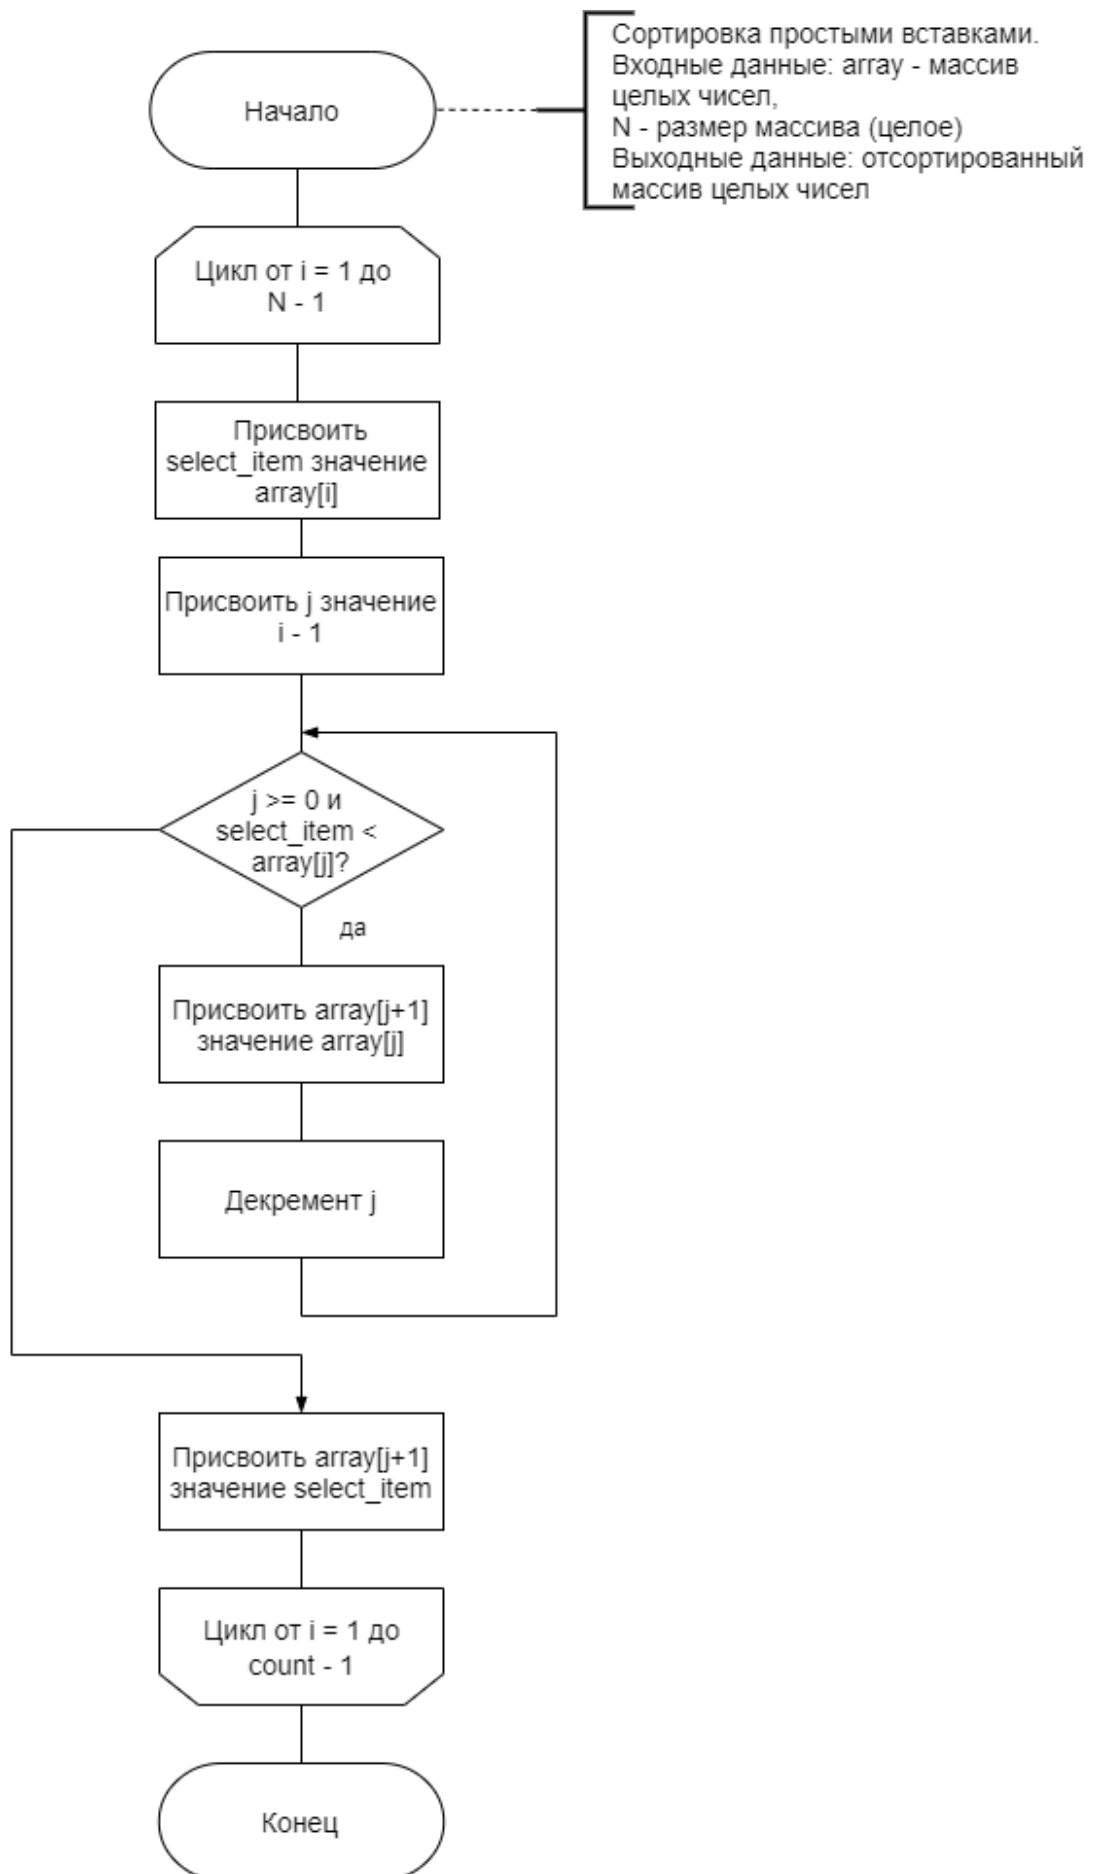 Сортировка простыми вставками.
Входные данные: array - массив
целых чисел,
N - размер массива (целое)
Выходные данные: отсортированный
массив целых чисел
Начало
Цикл от i = 1 до
N - 1
Присвоить
select_item значение
array[i]
Присвоить j значение
i - 1
j >= 0 и
select_item <
array[j]?
да
Присвоить array[j+1]
значение array[j]
Декремент j
Присвоить array[j+1]
значение select_item
Цикл от i = 1 до
count - 1
Конец